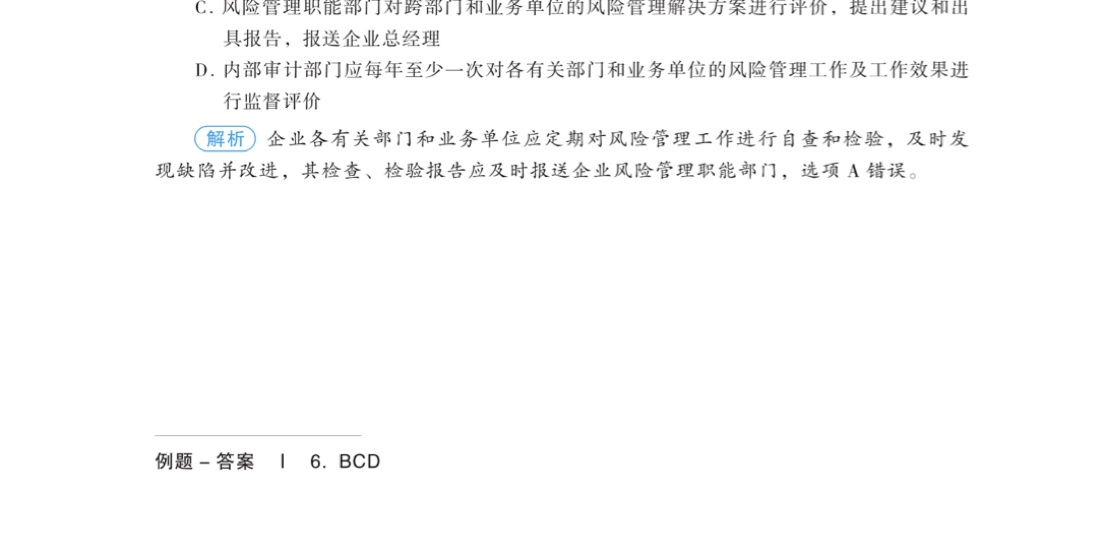 C. 风险管理职能部门对跨部门和业务单位的风险管理解决方案进行评价，提出建议和出
具报告，报送企业总经理
D. 内部审计部门应每年至少一次对各有关部门和业务单位的风险管理工作及工作效果进
行监督评价
解析 企业各有关部门和业务单位应定期对风险管理工作进行自查和检验，及时发
现缺陷并改进，其检查、检验报告应及时报送企业风险管理职能部门，选项 A 错误。
例题 – 答案 | 6. BCD